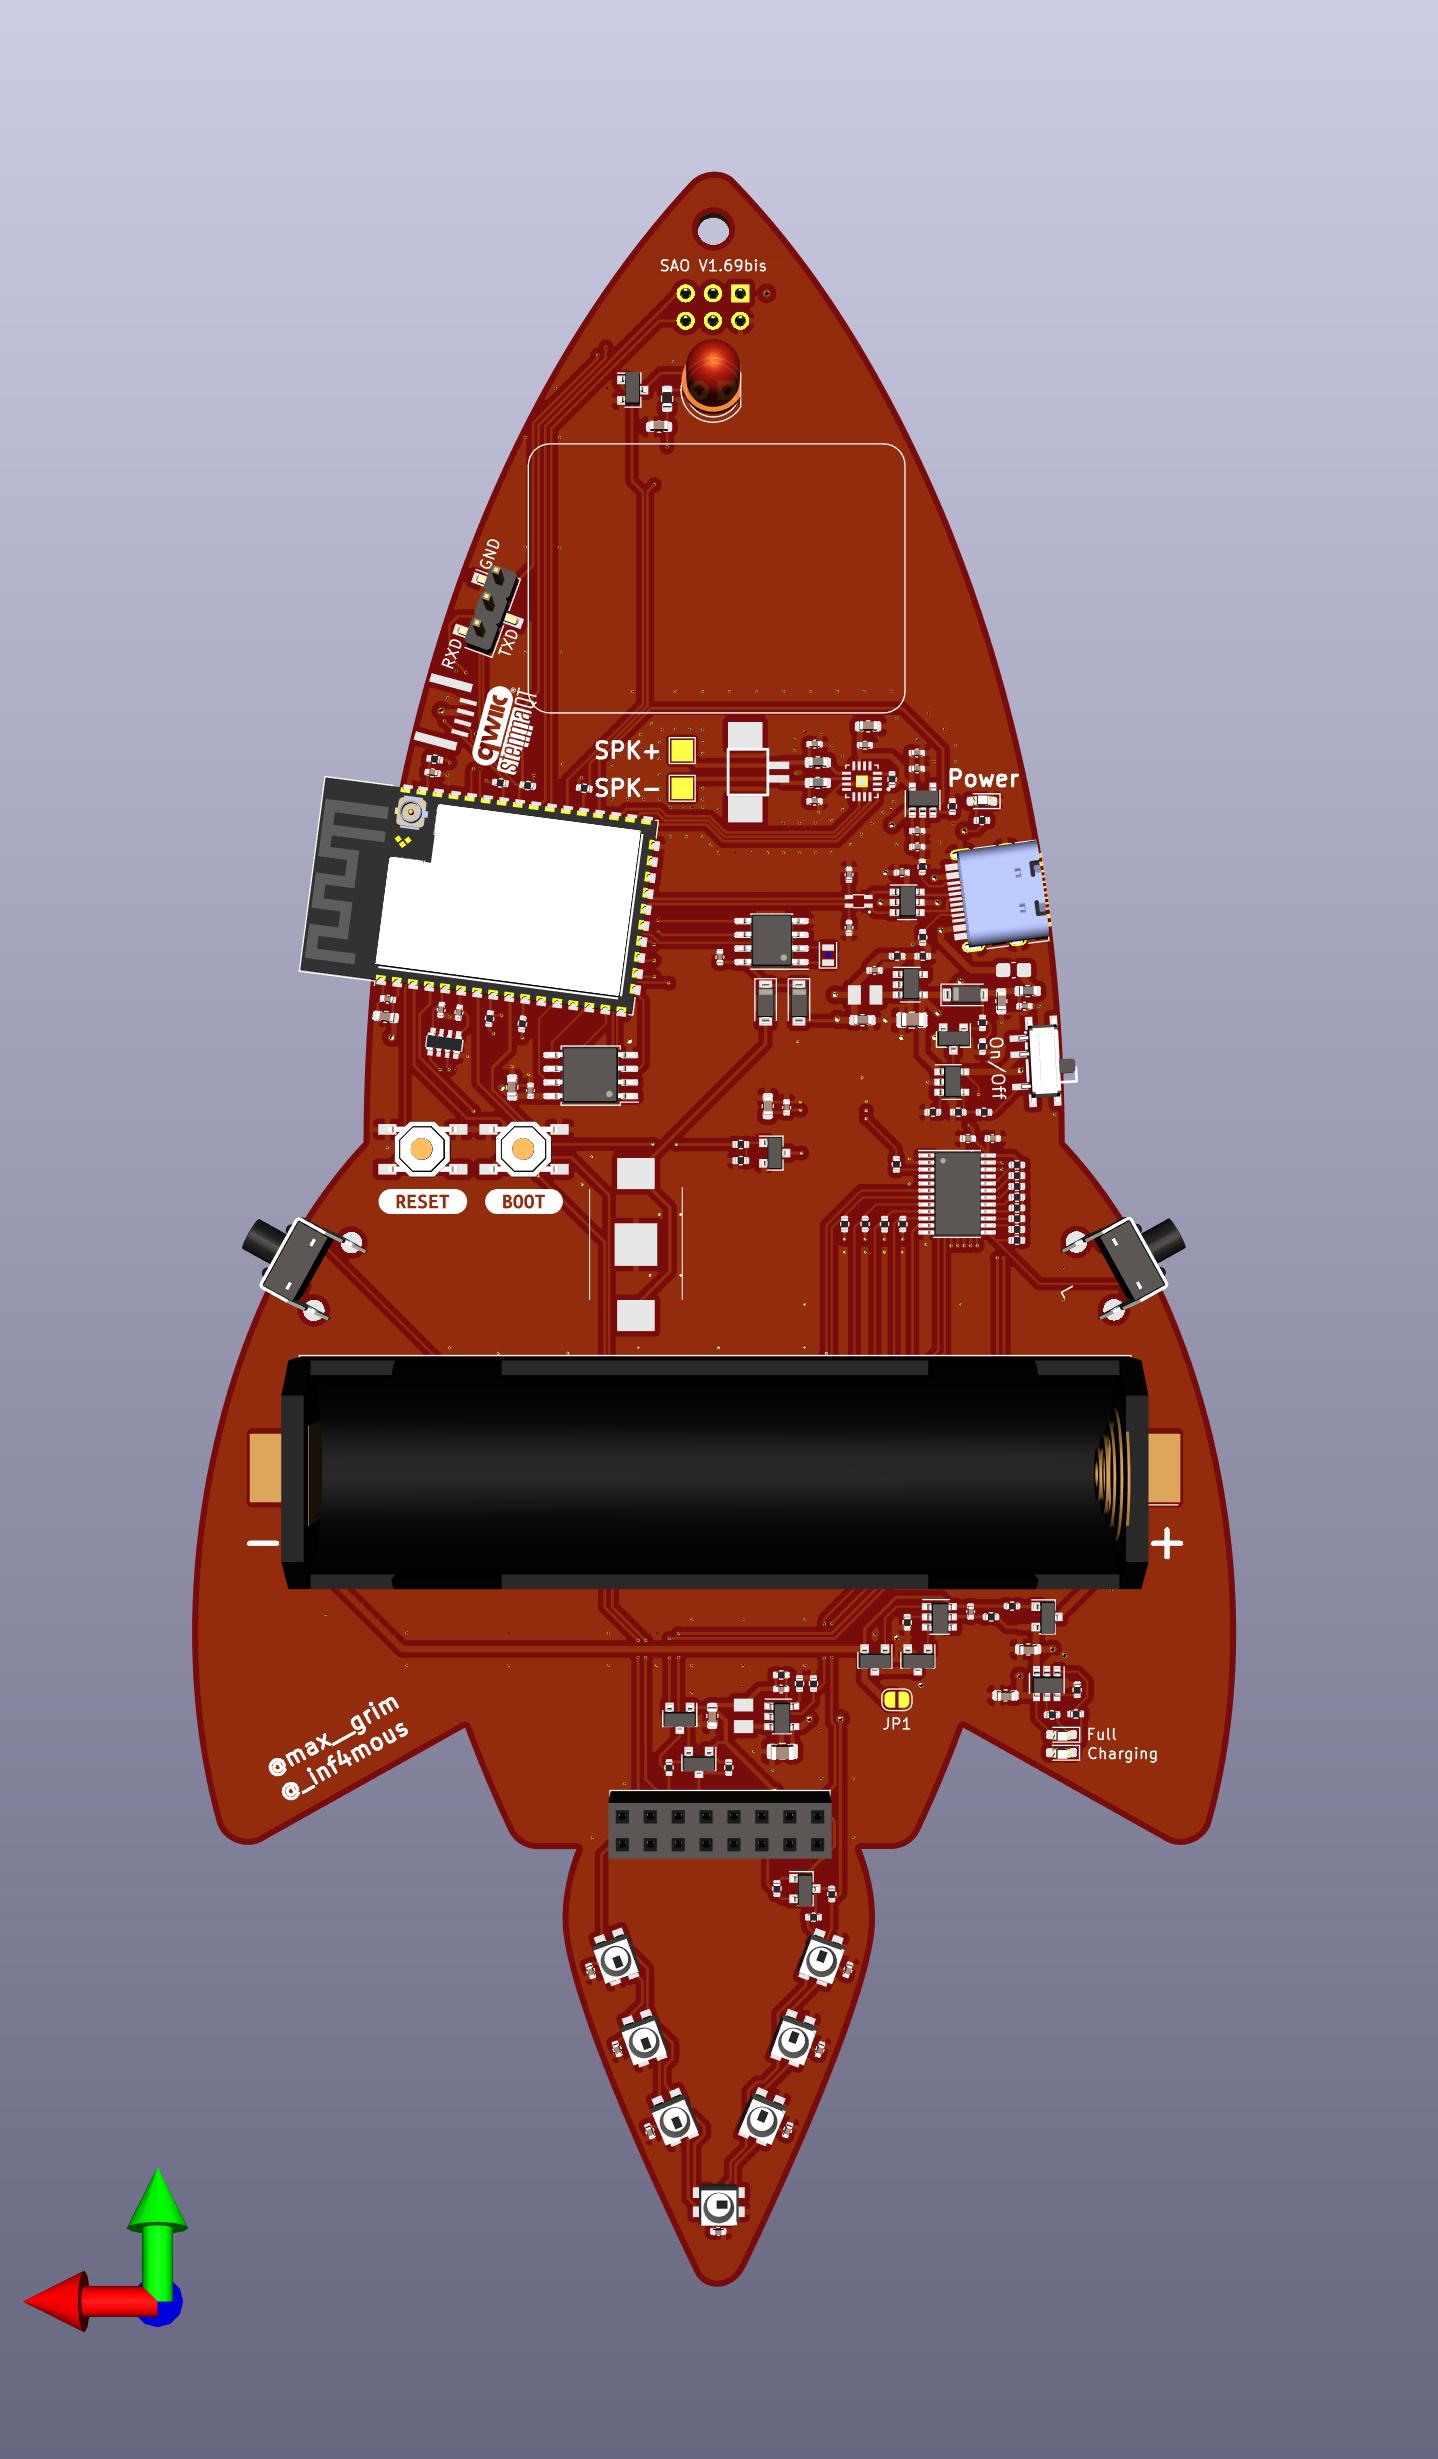 SAO V1.69bis
GND
RXD
TXD
qwiic
STEMMA QT
SPK+
SPK-
Power
On/Off
RESET
BOOT
-
+
JP1
Full
Charging
@max__grim
@_inf4mous